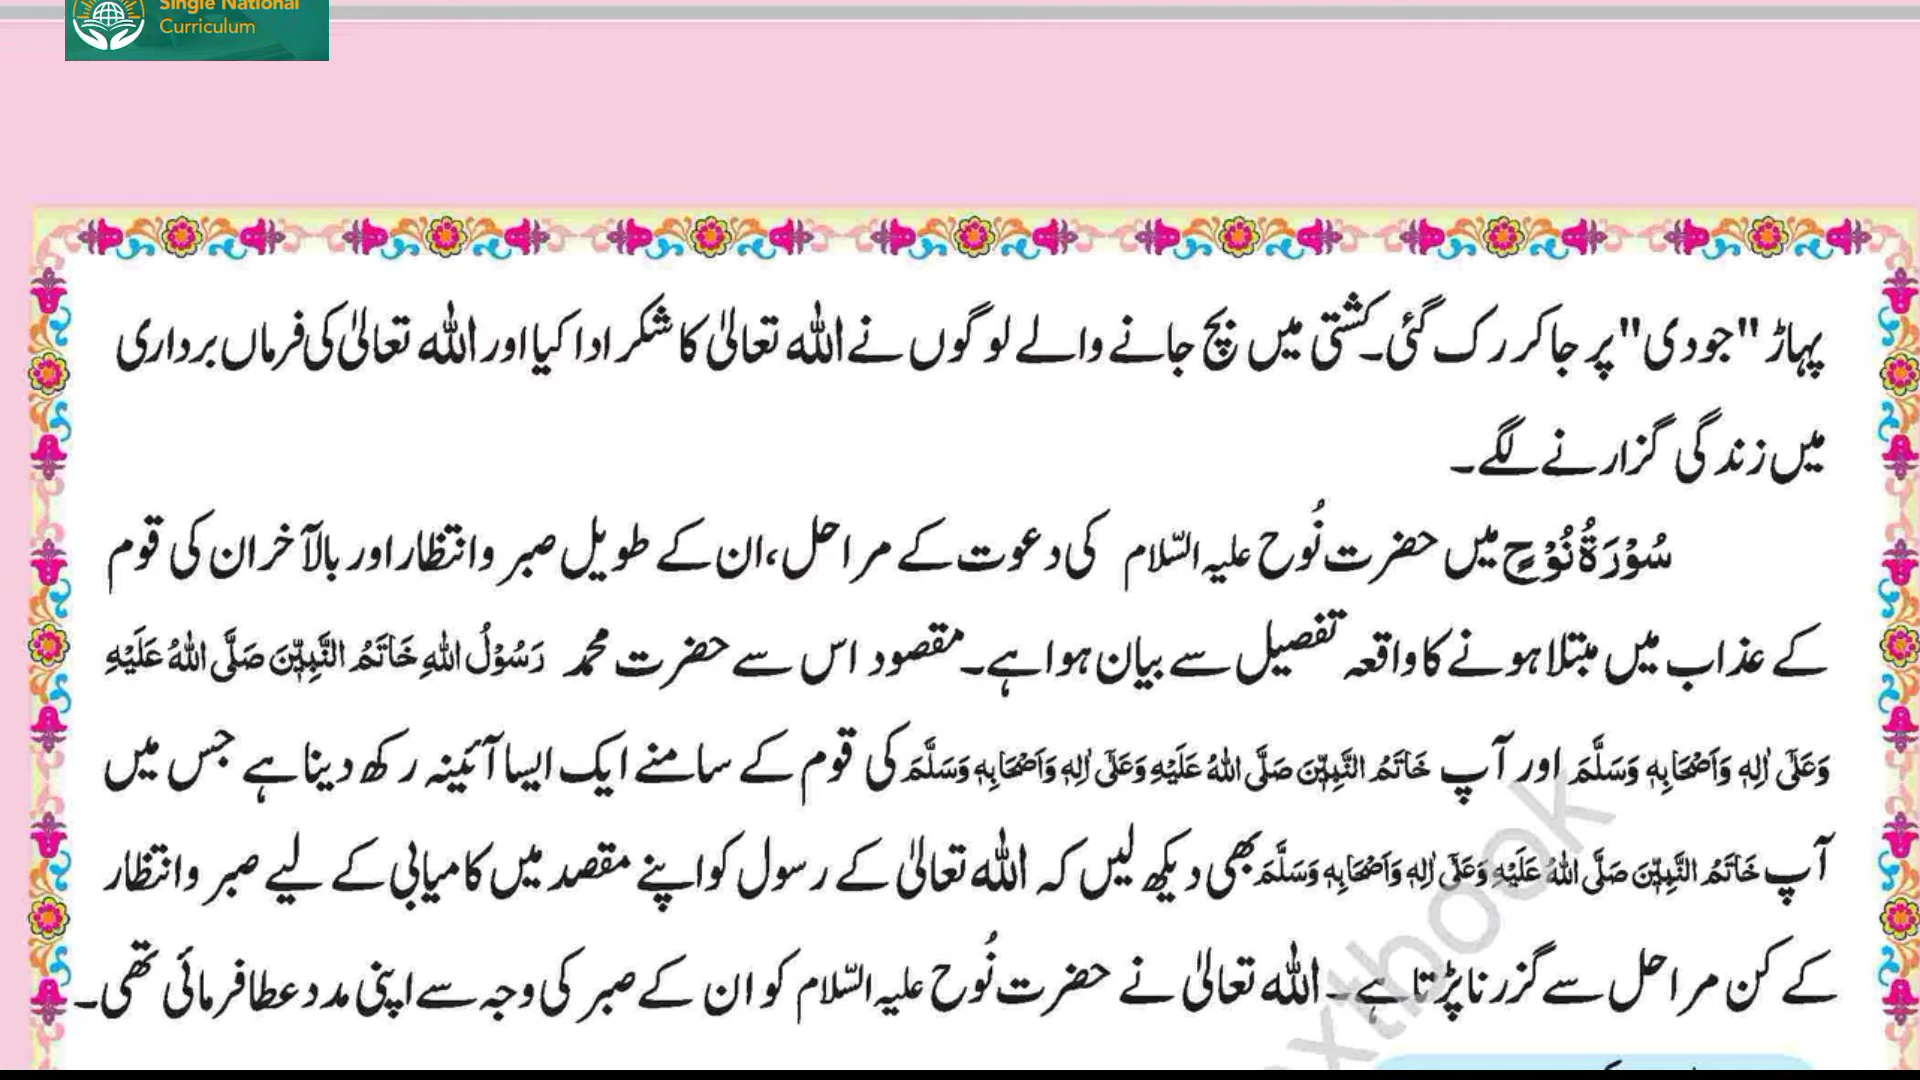 Single National
Curriculum
پہاڑ "جودی" پر جا کر رک گئی۔ کشتی میں بچ جانے والے لوگوں نے اللہ تعالیٰ کا شکر ادا کیا اور اللہ تعالیٰ کی فرماں برداری
میں زندگی گزارنے لگے۔
سُوْرَۃُ نُوْحٍ میں حضرت نُوح علیہ السّلام کی دعوت کے مراحل، ان کے طویل صبر و انتظار اور بالآخر ان کی قوم
کے عذاب میں مبتلا ہونے کا واقعہ تفصیل سے بیان ہوا ہے۔ مقصود اس سے حضرت محمد رَسُوْلُ اللہِ خَاتَمُ النَّبِیّٖنَ صَلَّی اللہُ عَلَیْہِ
وَعَلٰٓی اٰلِہٖ وَاَصْحَابِہٖ وَسَلَّمَ اور آپ خَاتَمُ النَّبِیّٖنَ صَلَّی اللہُ عَلَیْہِ وَعَلٰٓی اٰلِہٖ وَاَصْحَابِہٖ وَسَلَّمَ کی قوم کے سامنے ایک ایسا آئینہ رکھ دینا ہے جس میں
آپ خَاتَمُ النَّبِیّٖنَ صَلَّی اللہُ عَلَیْہِ وَعَلٰٓی اٰلِہٖ وَاَصْحَابِہٖ وَسَلَّمَ بھی دیکھ لیں کہ اللہ تعالیٰ کے رسول کو اپنے مقصد میں کامیابی کے لیے صبر و انتظار
کے کن مراحل سے گزرنا پڑتا ہے۔ اللہ تعالیٰ نے حضرت نُوح علیہ السّلام کو ان کے صبر کی وجہ سے اپنی مدد عطا فرمائی تھی۔